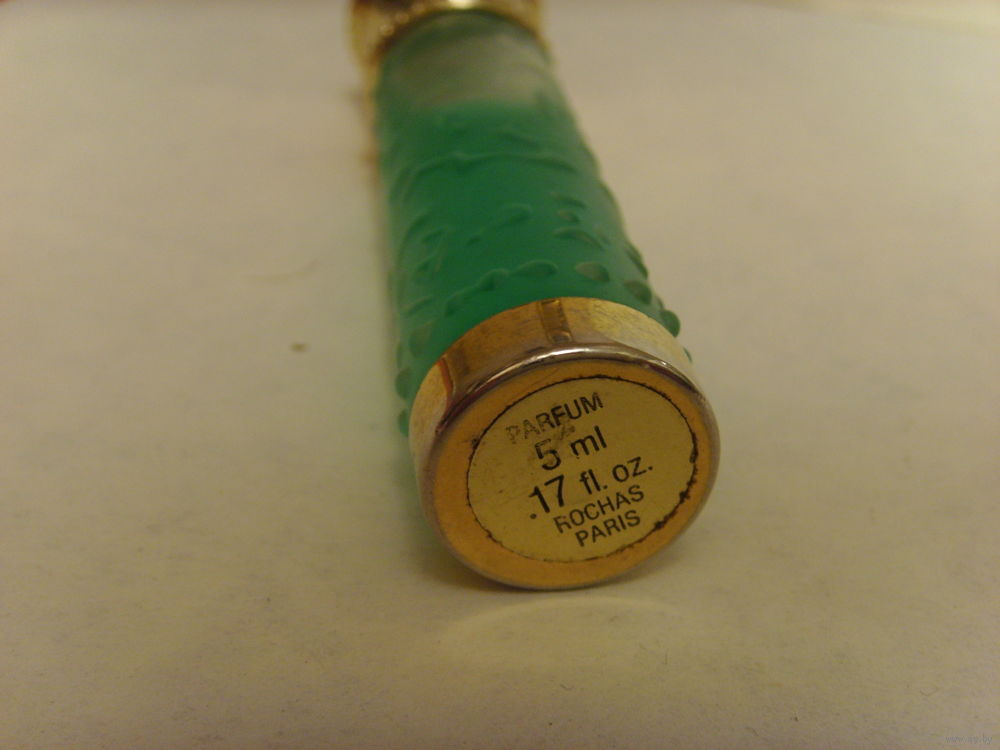 PARFUM
5 ml
.17 fl. oz.
ROCHAS
PARIS